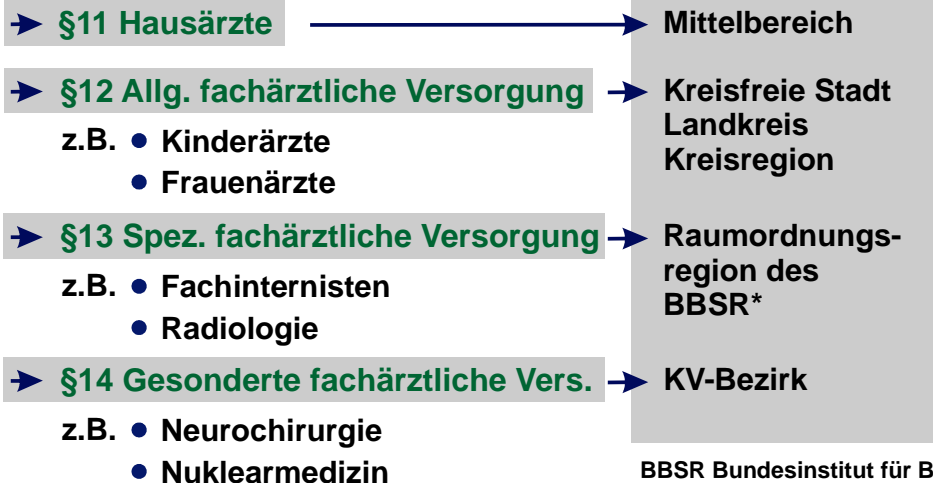 §11 Hausärzte
Mittelbereich
§12 Allg. fachärztliche Versorgung
Kreisfreie Stadt
Landkreis
Kreisregion
z.B. • Kinderärzte
• Frauenärzte
§13 Spez. fachärztliche Versorgung
Raumordnungs-
region des
BBSR*
z.B. • Fachinternisten
• Radiologie
§14 Gesonderte fachärztliche Vers.
KV-Bezirk
z.B. • Neurochirurgie
• Nuklearmedizin
BBSR Bundesinstitut für B